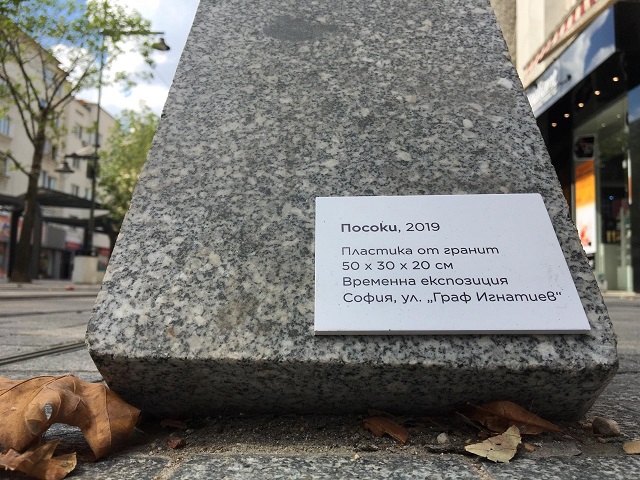 Посоки, 2019
Пластика от гранит
50 x 30 x 20 см
Временна експозиция
София, ул. „Граф Игнатиев“